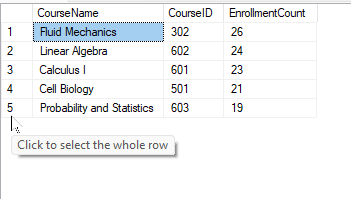 CourseName CourseID EnrollmentCount
1 Fluid Mechanics 302 26
2 Linear Algebra 602 24
3 Calculus I 601 23
4 Cell Biology 501 21
5 Probability and Statistics 603 19
Click to select the whole row